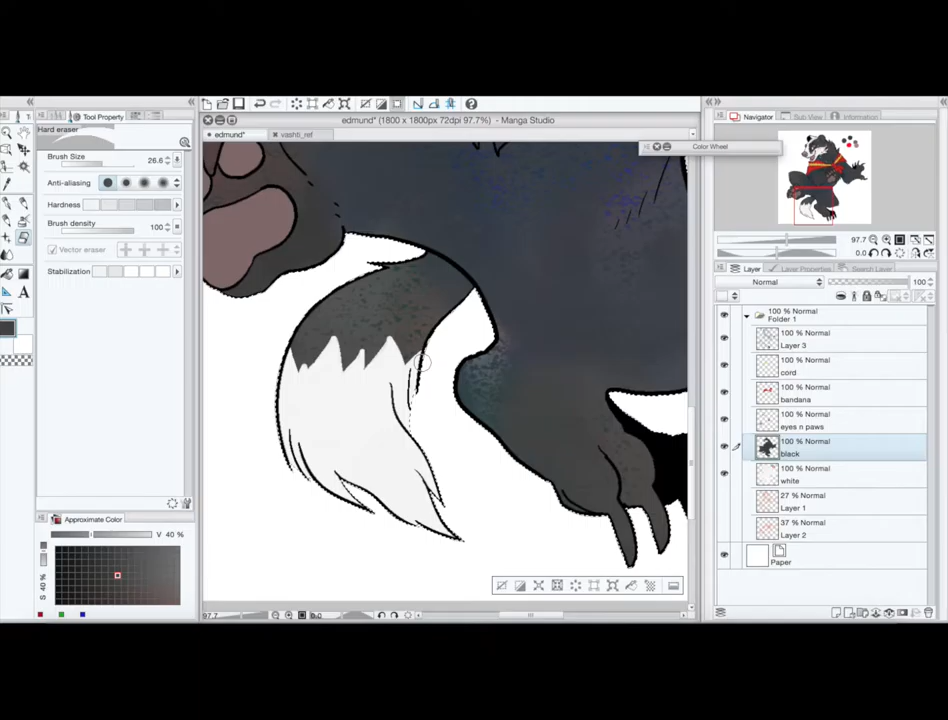 edmund* (1800 x 1800px 72dpi 97.7%) - Manga Studio
edmund*
vashti_ref
Tool Property
Hard eraser
Brush Size 26.6
Anti-aliasing
Hardness
Brush density 100
Vector eraser
Stabilization
Approximate Color
V 40 %
S 40 %
Color Wheel
97.7
0.0
Navigator
Sub View
Information
97.7
0.0
Layer
Layer Properties
Search Layer
Normal
100
100 % Normal
Folder 1
100 % Normal
Layer 3
100 % Normal
cord
100 % Normal
bandana
100 % Normal
eyes n paws
100 % Normal
black
100 % Normal
white
27 % Normal
Layer 1
37 % Normal
Layer 2
Paper